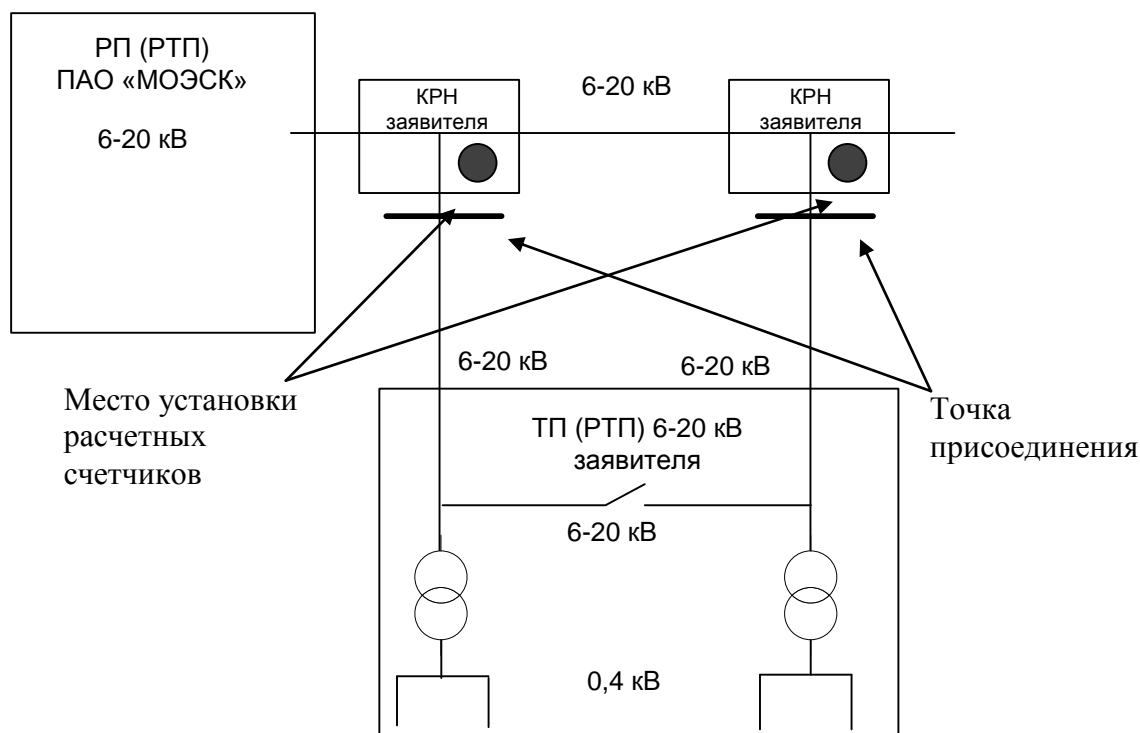 РП (РТП)
ПАО «МОЭСК»
6-20 кВ
КРН
заявителя
6-20 кВ
КРН
заявителя
6-20 кВ
6-20 кВ
Место установки
расчетных
счетчиков
Точка
присоединения
ТП (РТП) 6-20 кВ
заявителя
6-20 кВ
0,4 кВ